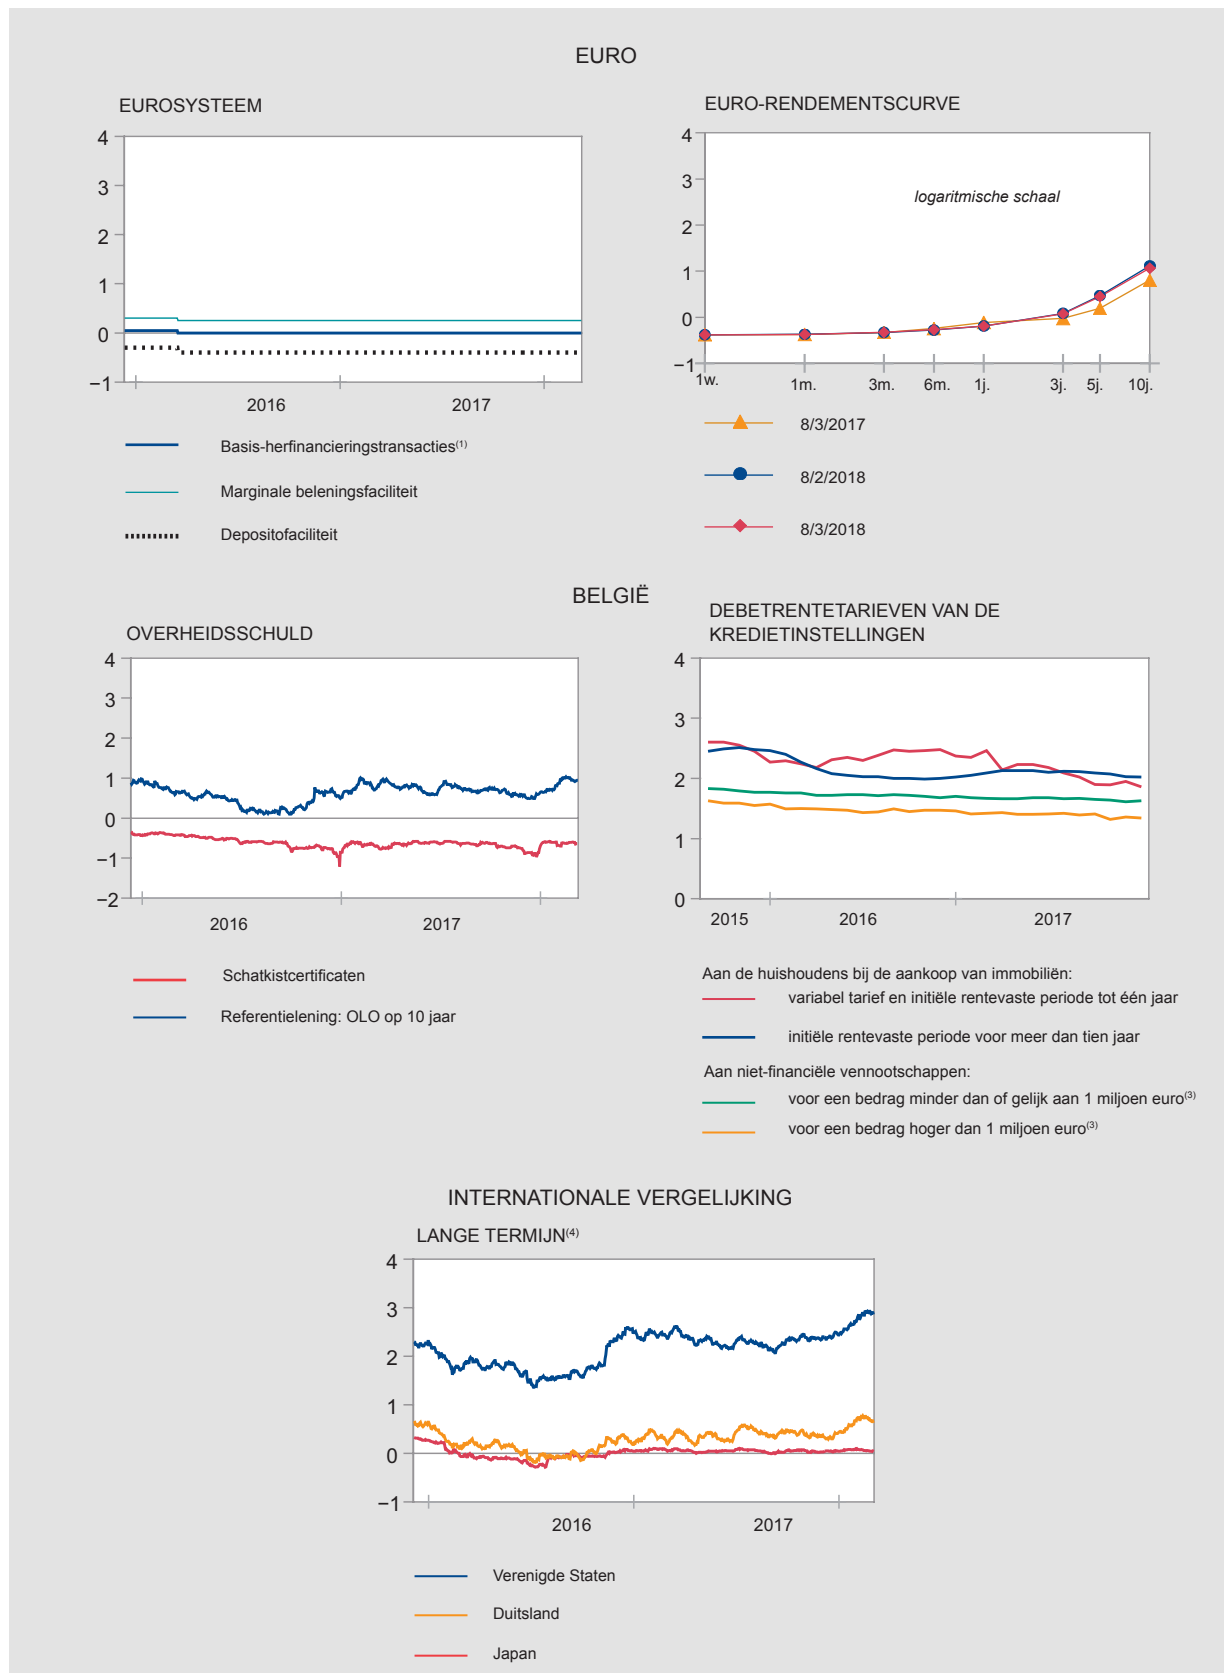 EURO
EUROSYSTEEM
4
3
2
1
0
−1
2016
2017
Basis-herfinancieringstransacties(1)
Marginale beleningsfaciliteit
Depositofaciliteit
EURO-RENDEMENTSCURVE
4
3
2
1
0
−1
logaritmische schaal
1w.
1m.
3m.
6m.
1j.
3j.
5j.
10j.
8/3/2017
8/2/2018
8/3/2018
BELGIË
OVERHEIDSSCHULD
4
3
2
1
0
−1
−2
2016
2017
Schatkistcertificaten
Referentielening: OLO op 10 jaar
DEBETRENTETARIEVEN VAN DE
KREDIETINSTELLINGEN
4
3
2
1
0
2015
2016
2017
Aan de huishoudens bij de aankoop van immobiliën:
variabel tarief en initiële rentevaste periode tot één jaar
initiële rentevaste periode voor meer dan tien jaar
Aan niet-financiële vennootschappen:
voor een bedrag minder dan of gelijk aan 1 miljoen euro(3)
voor een bedrag hoger dan 1 miljoen euro(3)
INTERNATIONALE VERGELIJKING
LANGE TERMIJN(4)
4
3
2
1
0
−1
2016
2017
Verenigde Staten
Duitsland
Japan